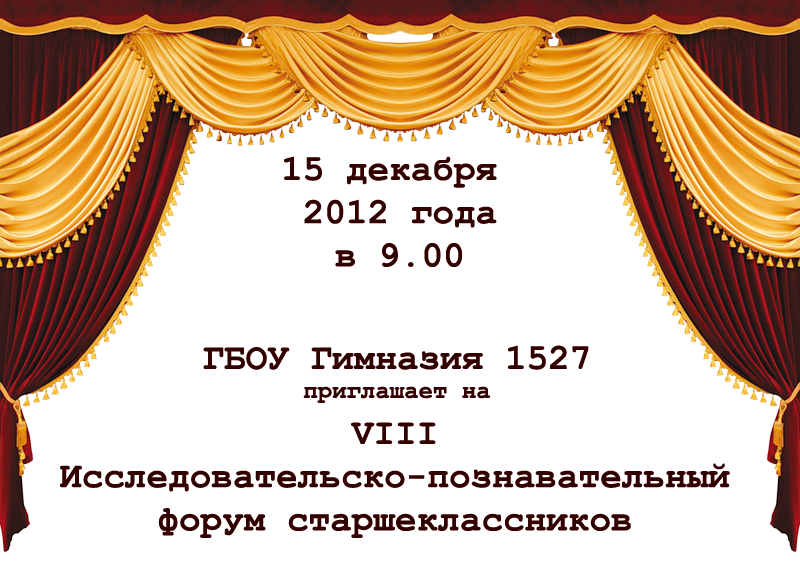 15 декабря
2012 года
в 9.00
ГБОУ Гимназия 1527
приглашает на
VIII
Исследовательско-познавательный
форум старшеклассников